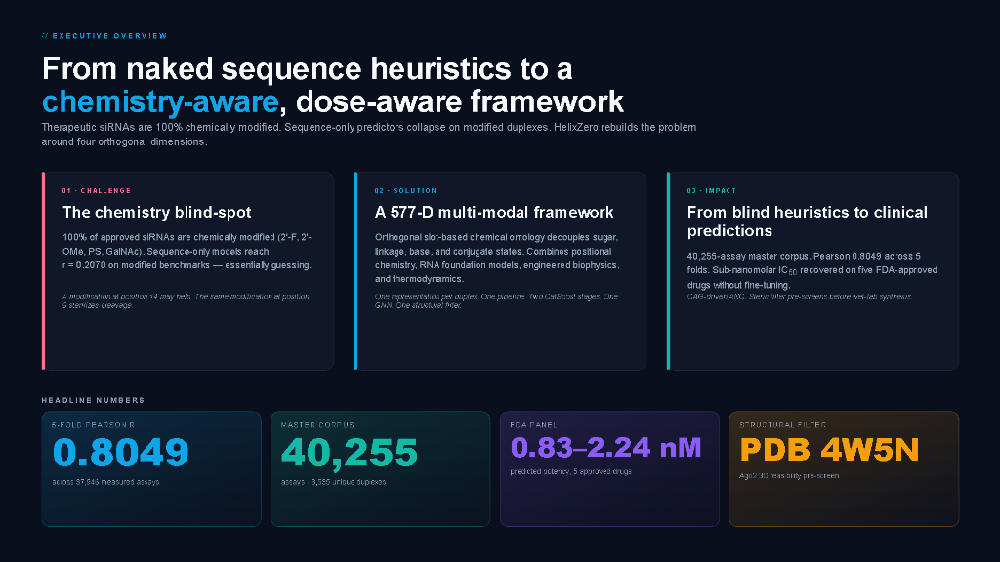 // EXECUTIVE OVERVIEW
From naked sequence heuristics to a
chemistry-aware, dose-aware framework
Therapeutic siRNAs are 100% chemically modified. Sequence-only predictors collapse on modified duplexes. HelixZero rebuilds the problem
around four orthogonal dimensions.
01 · CHALLENGE
The chemistry blind-spot
100% of approved siRNAs are chemically modified (2'-F, 2'-
OMe, PS, GalNAc). Sequence-only models reach
r = 0.2070 on modified benchmarks — essentially guessing.
A modification at position 14 may help. The same modification at position
sterilizes cleavage.
02 · SOLUTION
A 577-D multi-modal framework
Orthogonal slot-based chemical ontology decouples sugar,
linkage, base, and conjugate states. Combines positional
chemistry, RNA foundation models, engineered biophysics,
and thermodynamics.
One representation per duplex. One pipeline. Two CatBoost stages. One
GNN. One structural filter.
03 · IMPACT
From blind heuristics to clinical
predictions
40,255-assay master corpus. Pearson 0.8049 across 5
folds. Sub-nanomolar IC50 recovered on five FDA-approved
drugs without fine-tuning.
Steric filter pre-screens before wet-lab synthesis.
HEADLINE NUMBERS
5-FOLD PEARSON R
0.8049
across 37,846 measured assays
MASTER CORPUS
40,255
assays · 3,535 unique duplexes
FDA PANEL
0.83–2.24 nM
predicted potency, 5 approved drugs
STRUCTURAL FILTER
PDB 4W5N
Ago2 3D feasibility pre-screen